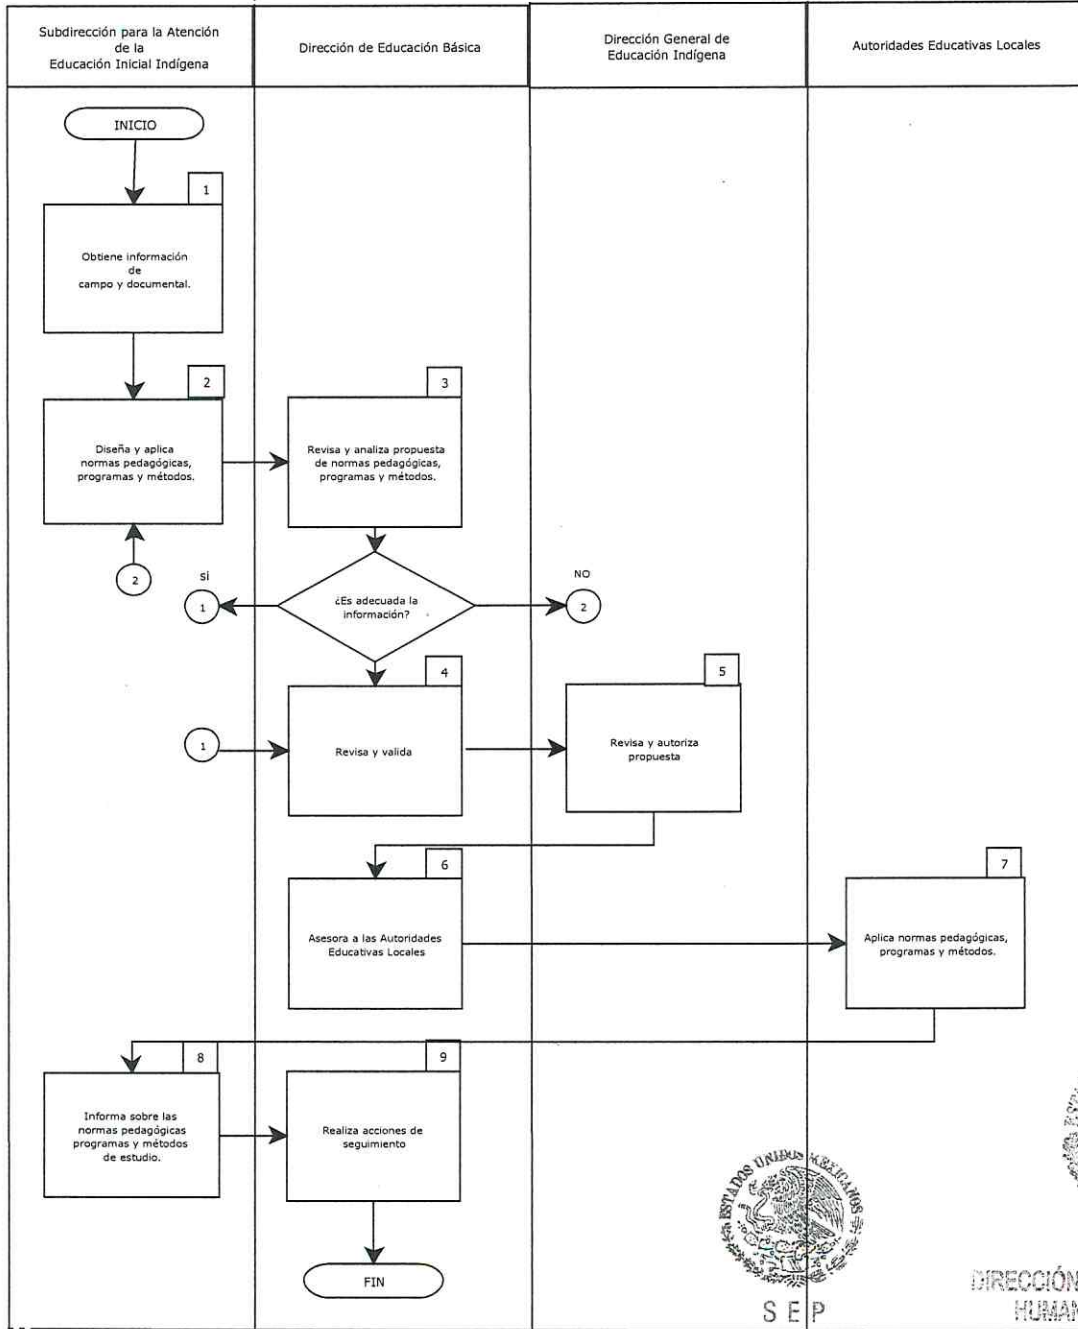 Subdirección para la Atención
de la
Educación Inicial Indígena
Dirección de Educación Básica
Dirección General de
Educación Indígena
Autoridades Educativas Locales
INICIO
1
Obtiene información
de
campo y documental.
2
Diseña y aplica
normas pedagógicas,
programas y métodos.
3
Revisa y analiza propuesta
de normas pedagógicas,
programas y métodos.
2
si
1
¿Es adecuada la
información?
NO
2
4
Revisa y valida
1
5
Revisa y autoriza
propuesta
6
Asesora a las Autoridades
Educativas Locales
7
Aplica normas pedagógicas,
programas y métodos.
8
Informa sobre las
normas pedagógicas
programas y métodos
de estudio.
9
Realiza acciones de
seguimiento
FIN
ESTADOS UNIDOS MEXICANOS
SEP
DIRECCIÓN
HUMAN